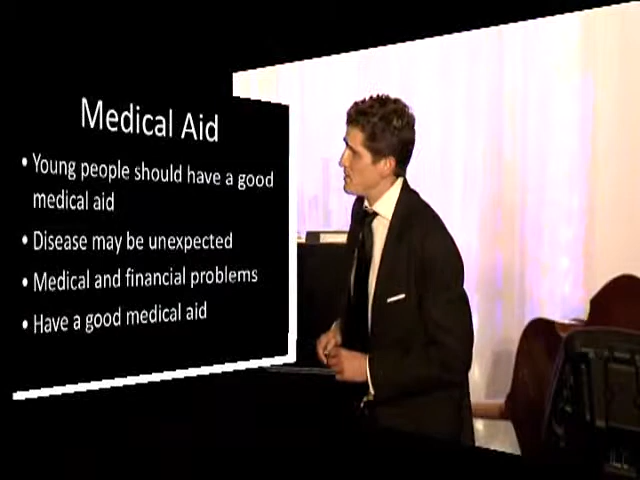 Medical Aid
• Young people should have a good
medical aid
• Disease may be unexpected
• Medical and financial problems
• Have a good medical aid